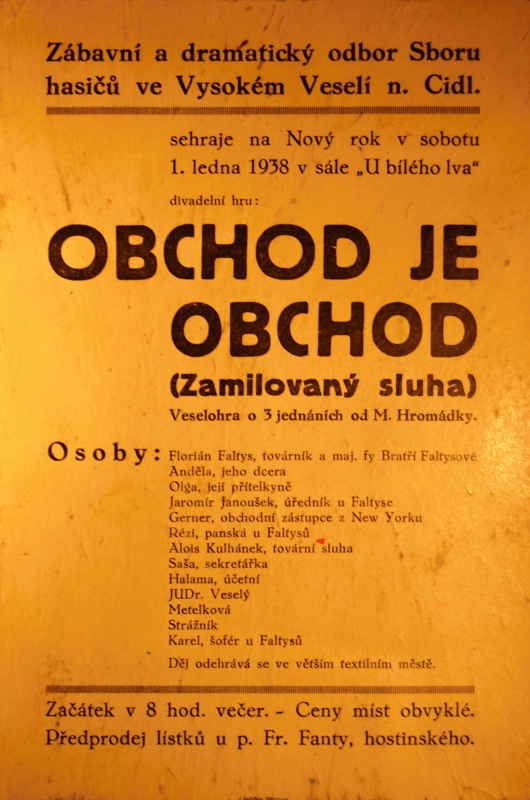 Zábavní a dramatický odbor Sboru
hasičů ve Vysokém Veselí n. Cidl.
sehraje na Nový rok v sobotu
1. ledna 1938 v sále „U bílého lva“
divadelní hru:
OBCHOD JE
OBCHOD
(Zamilovaný sluha)
Veselohra o 3 jednáních od M. Hromádky.
Osoby: Florián Faltys, továrník a maj. fy Bratří Faltysové
Anděla, jeho dcera
Olga, její přítelkyně
Jaromír Janoušek, úředník u Faltyse
Gerner, obchodní zástupce z New Yorku
Rézi, panská u Faltysů
Alois Kulhánek, tovární sluha
Saša, sekretářka
Halama, účetní
JUDr. Veselý
Metelková
Strážník
Karel, šofér u Faltysů
Děj odehrává se ve větším textilním městě.
Začátek v 8 hod. večer. - Ceny míst obvyklé.
Předprodej lístků u p. Fr. Fanty, hostinského.